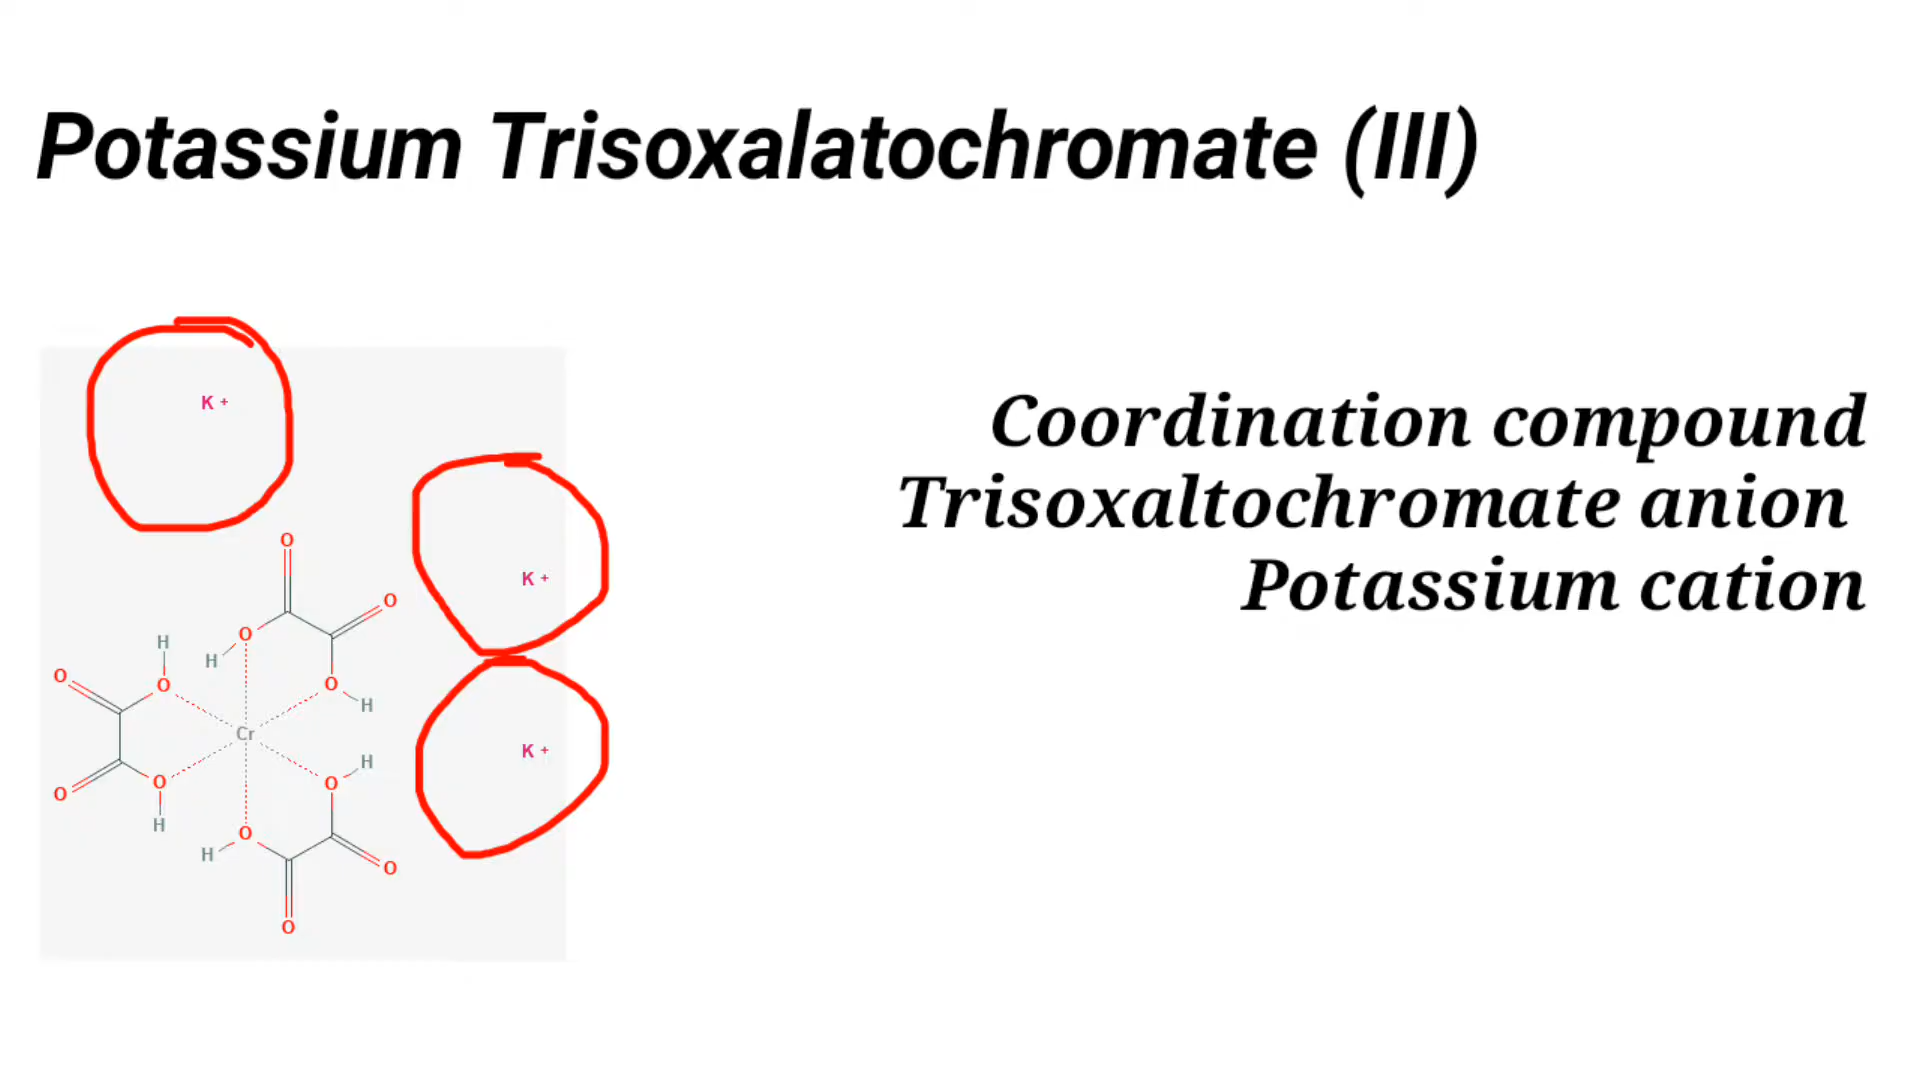 Potassium Trisoxalatochromate (III)
Coordination compound
Trisoxaltochromate anion
Potassium cation
K +
K +
K +
O
O
O
H
H
O
O
O
H
Cr
O
H
O
O
H
O
H
O
O
O
H